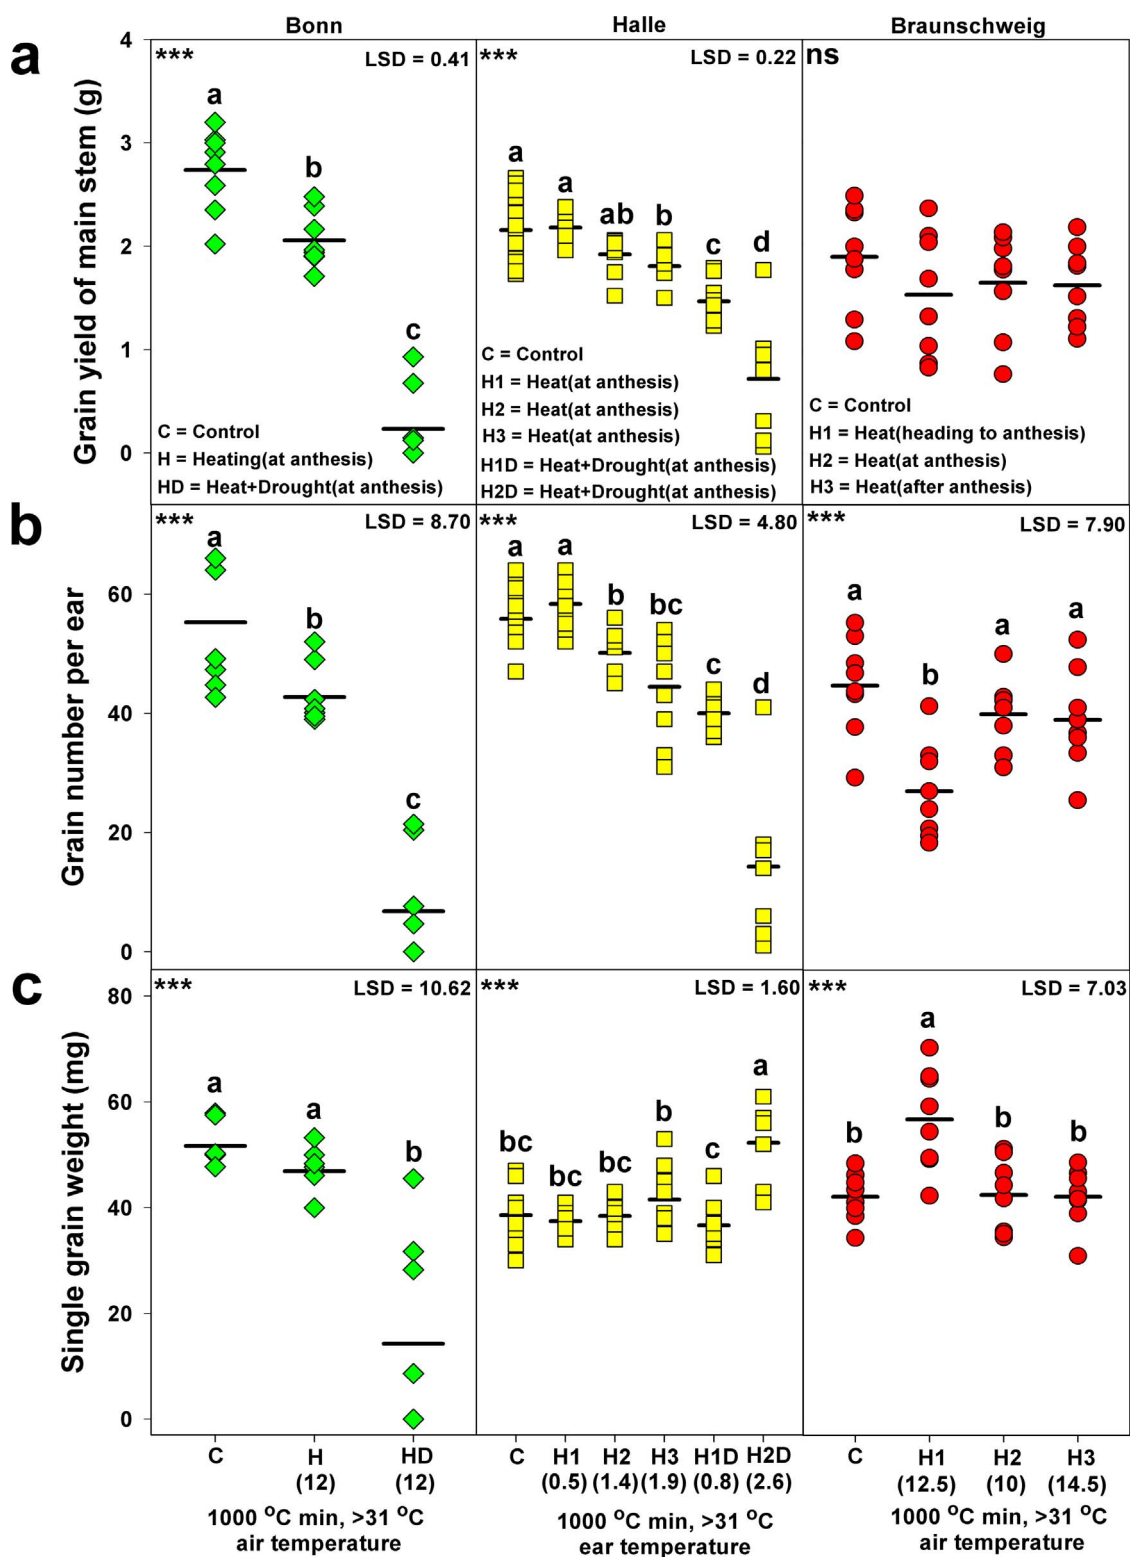 Bonn Halle Braunschweig
a
Grain yield of main stem (g)
4
3
2
1
0
*** LSD = 0.41
a
b
c
C = Control
H = Heating(at anthesis)
HD = Heat+Drought(at anthesis)
*** LSD = 0.22
a a ab b c d
C = Control
H1 = Heat(at anthesis)
H2 = Heat(at anthesis)
H3 = Heat(at anthesis)
H1D = Heat+Drought(at anthesis)
H2D = Heat+Drought(at anthesis)
ns
C = Control
H1 = Heat(heading to anthesis)
H2 = Heat(at anthesis)
H3 = Heat(after anthesis)
b
Grain number per ear
60
40
20
0
*** LSD = 8.70
a
b
c
*** LSD = 4.80
a a b bc c d
*** LSD = 7.90
a b a a
c
Single grain weight (mg)
80
60
40
20
0
*** LSD = 10.62
a a b
*** LSD = 1.60
bc bc bc b c a
*** LSD = 7.03
b a b b
C H HD
(12) (12)
1000 °C min, >31 °C
air temperature
C H1 H2 H3 H1D H2D
(0.5) (1.4) (1.9) (0.8) (2.6)
1000 °C min, >31 °C
ear temperature
C H1 H2 H3
(12.5) (10) (14.5)
1000 °C min, >31 °C
air temperature